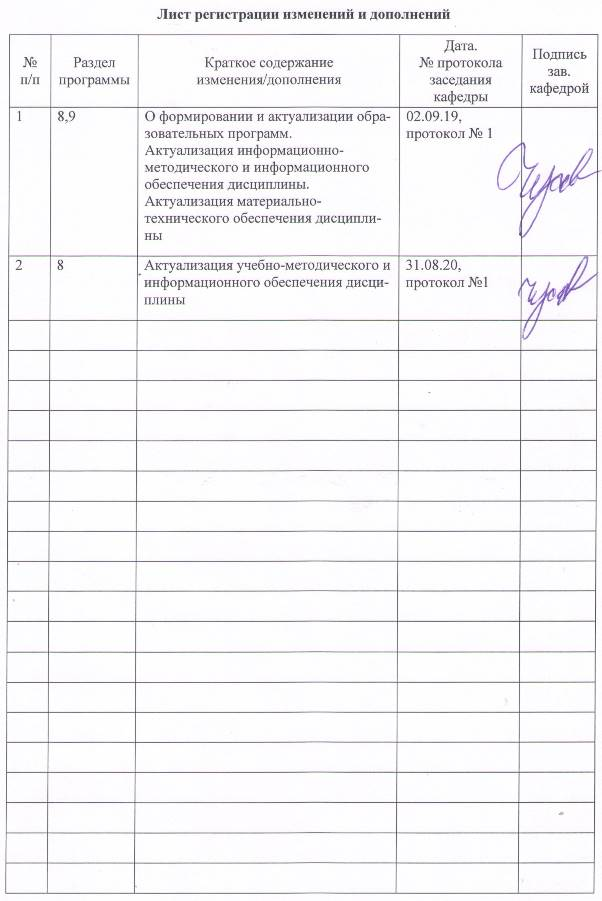 Лист регистрации изменений и дополнений
№
п/п
Раздел
программы
Краткое содержание
изменения/дополнения
Дата.
№ протокола
заседания
кафедры
Подпись
зав.
кафедрой
1
8,9
О формировании и актуализации обра-
зовательных программ.
Актуализация информационно-
методического и информационного
обеспечения дисциплины.
Актуализация материально-
технического обеспечения дисципли-
ны
02.09.19,
протокол № 1
2
8
Актуализация учебно-методического и
информационного обеспечения дисци-
плины
31.08.20,
протокол №1